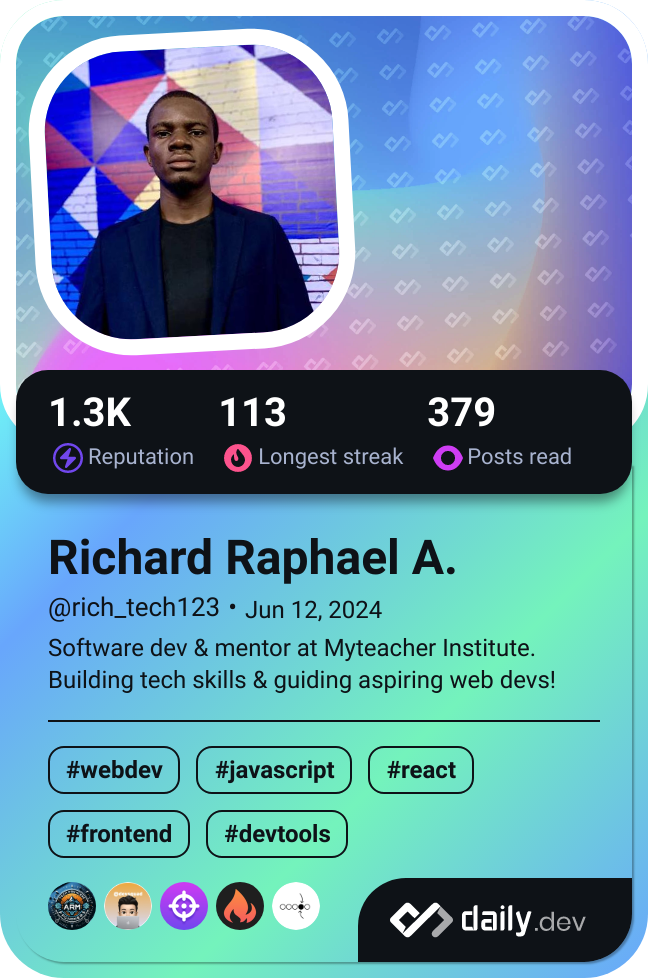 1.3K 113 379
Reputation Longest streak Posts read
Richard Raphael A.
@rich_tech123 • Jun 12, 2024
Software dev & mentor at Myteacher Institute.
Building tech skills & guiding aspiring web devs!
#webdev #javascript #react
#frontend #devtools
ARM
daily.dev